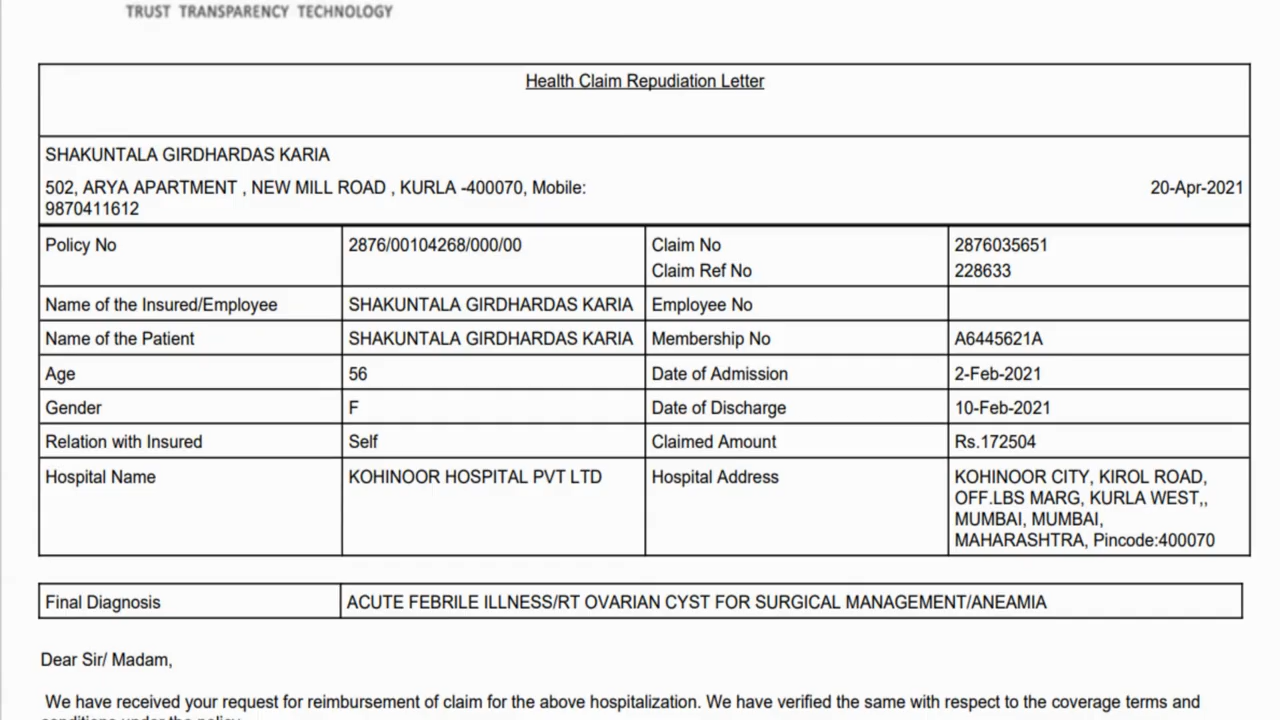 TRUST TRANSPARENCY TECHNOLOGY
Health Claim Repudiation Letter
SHAKUNTALA GIRDHARDAS KARIA
502, ARYA APARTMENT , NEW MILL ROAD , KURLA -400070, Mobile:
9870411612
20-Apr-2021
Policy No 2876/00104268/000/00 Claim No 2876035651
Claim Ref No 228633
Name of the Insured/Employee SHAKUNTALA GIRDHARDAS KARIA Employee No
Name of the Patient SHAKUNTALA GIRDHARDAS KARIA Membership No A6445621A
Age 56 Date of Admission 2-Feb-2021
Gender F Date of Discharge 10-Feb-2021
Relation with Insured Self Claimed Amount Rs.172504
Hospital Name KOHINOOR HOSPITAL PVT LTD Hospital Address KOHINOOR CITY, KIROL ROAD,
OFF.LBS MARG, KURLA WEST,,
MUMBAI, MUMBAI,
MAHARASHTRA, Pincode:400070
Final Diagnosis ACUTE FEBRILE ILLNESS/RT OVARIAN CYST FOR SURGICAL MANAGEMENT/ANEAMIA
Dear Sir/ Madam,
We have received your request for reimbursement of claim for the above hospitalization. We have verified the same with respect to the coverage terms and
conditions under the policy